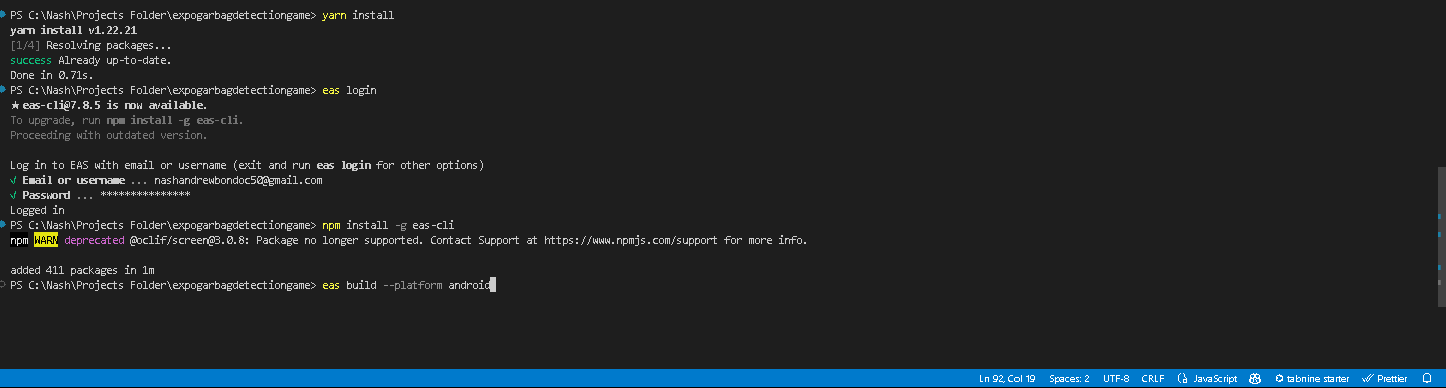 PS C:\Nash\Projects Folder\expogarbagdetectiongame> yarn install
yarn install v1.22.21
[1/4] Resolving packages...
success Already up-to-date.
Done in 0.71s.
PS C:\Nash\Projects Folder\expogarbagdetectiongame> eas login
★ eas-cli@7.8.5 is now available.
To upgrade, run npm install -g eas-cli.
Proceeding with outdated version.
Log in to EAS with email or username (exit and run eas login for other options)
√ Email or username ... nashandrewbondoc50@gmail.com
√ Password ... ***************
Logged in
PS C:\Nash\Projects Folder\expogarbagdetectiongame> npm install -g eas-cli
npm WARN deprecated @oclif/screen@3.0.8: Package no longer supported. Contact Support at https://www.npmjs.com/support for more info.
added 411 packages in 1m
PS C:\Nash\Projects Folder\expogarbagdetectiongame> eas build --platform android
Ln 92, Col 19 Spaces: 2 UTF-8 CRLF JavaScript tabnine starter Prettier